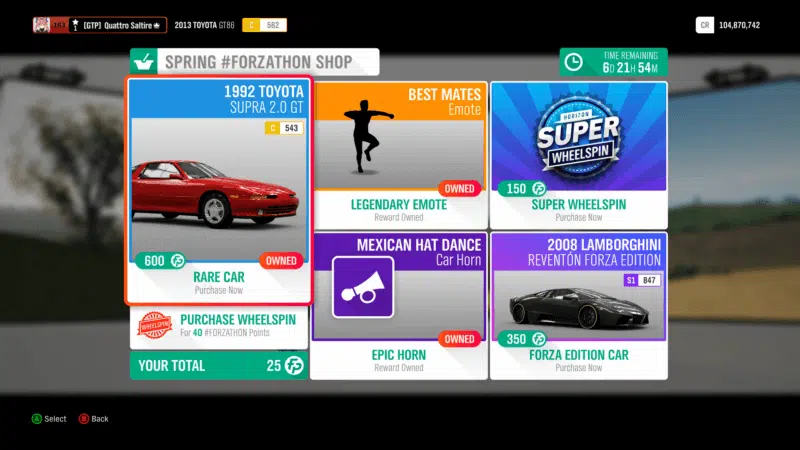 163 [GTP] Quattro Saltire
2013 TOYOTA GT86 C 562
CR 104,870,742
SPRING #FORZATHON SHOP
TIME REMAINING
6D 21H 54M
1992 TOYOTA
SUPRA 2.0 GT
C 543
600 OWNED
RARE CAR
Purchase Now
BEST MATES
Emote
OWNED
LEGENDARY EMOTE
Reward Owned
HORIZON
SUPER
WHEELSPIN
150
SUPER WHEELSPIN
Purchase Now
MEXICAN HAT DANCE
Car Horn
OWNED
EPIC HORN
Reward Owned
2008 LAMBORGHINI
REVENTÓN FORZA EDITION
S1 847
350
FORZA EDITION CAR
Purchase Now
WHEELSPIN
PURCHASE WHEELSPIN
For 40 #FORZATHON Points
YOUR TOTAL 25
A Select B Back